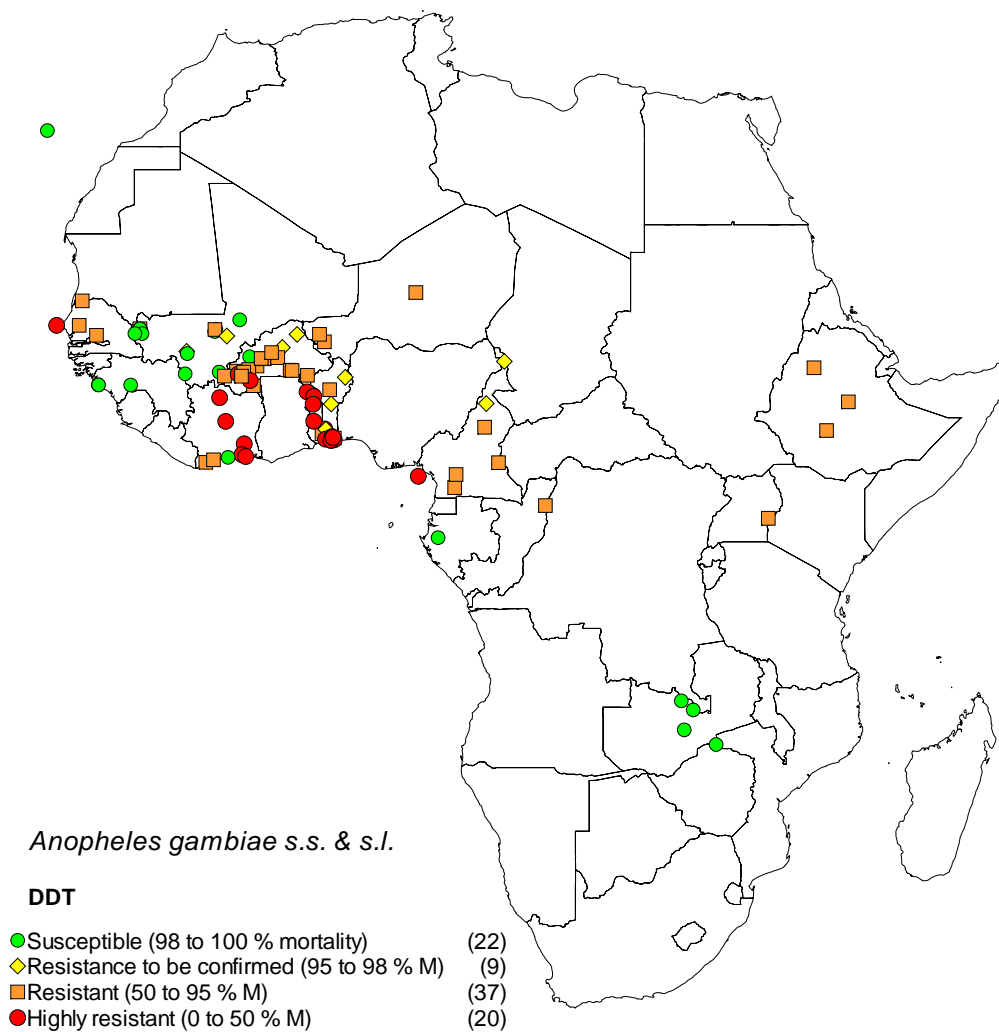 Anopheles gambiae s.s. & s.l.
DDT
Susceptible (98 to 100 % mortality) (22)
Resistance to be confirmed (95 to 98 % M) (9)
Resistant (50 to 95 % M) (37)
Highly resistant (0 to 50 % M) (20)